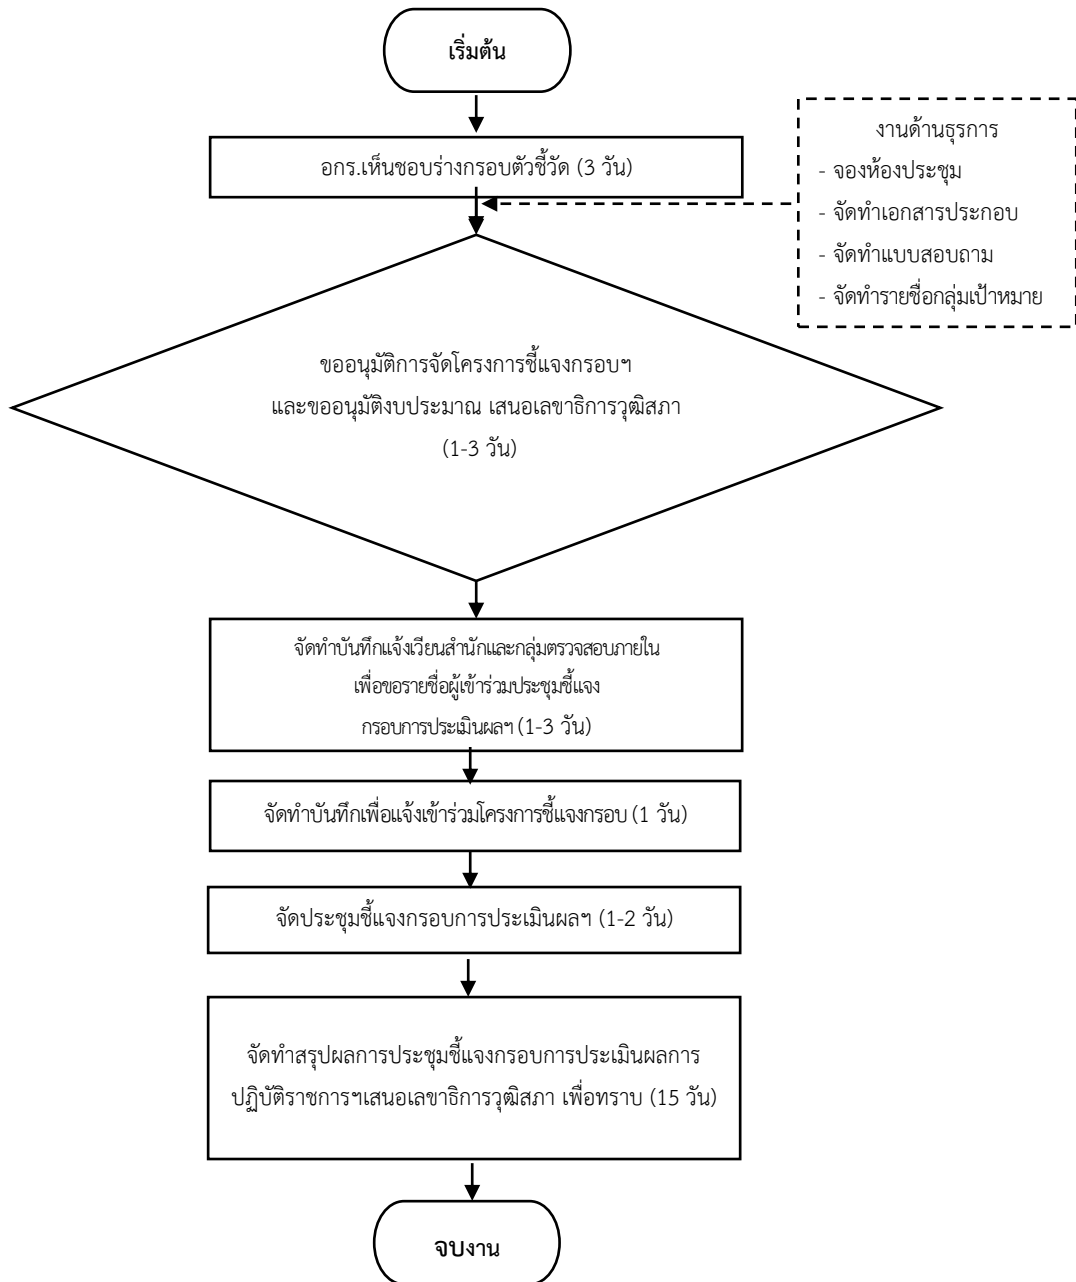 เริ่มต้น
อกร.เห็นชอบร่างกรอบตัวชี้วัด (3 วัน)
งานด้านธุรการ
- จองห้องประชุม
- จัดทำเอกสารประกอบ
- จัดทำแบบสอบถาม
- จัดทำรายชื่อกลุ่มเป้าหมาย
ขออนุมัติการจัดโครงการชี้แจงกรอบฯ
และขออนุมัติงบประมาณ เสนอเลขาธิการวุฒิสภา
(1-3 วัน)
จัดทำบันทึกแจ้งเวียนสำนักและกลุ่มตรวจสอบภายใน
เพื่อขอรายชื่อผู้เข้าร่วมประชุมชี้แจง
กรอบการประเมินผลฯ (1-3 วัน)
จัดทำบันทึกเพื่อแจ้งเข้าร่วมโครงการชี้แจงกรอบ (1 วัน)
จัดประชุมชี้แจงกรอบการประเมินผลฯ (1-2 วัน)
จัดทำสรุปผลการประชุมชี้แจงกรอบการประเมินผลการ
ปฏิบัติราชการฯเสนอเลขาธิการวุฒิสภา เพื่อทราบ (15 วัน)
จบงาน